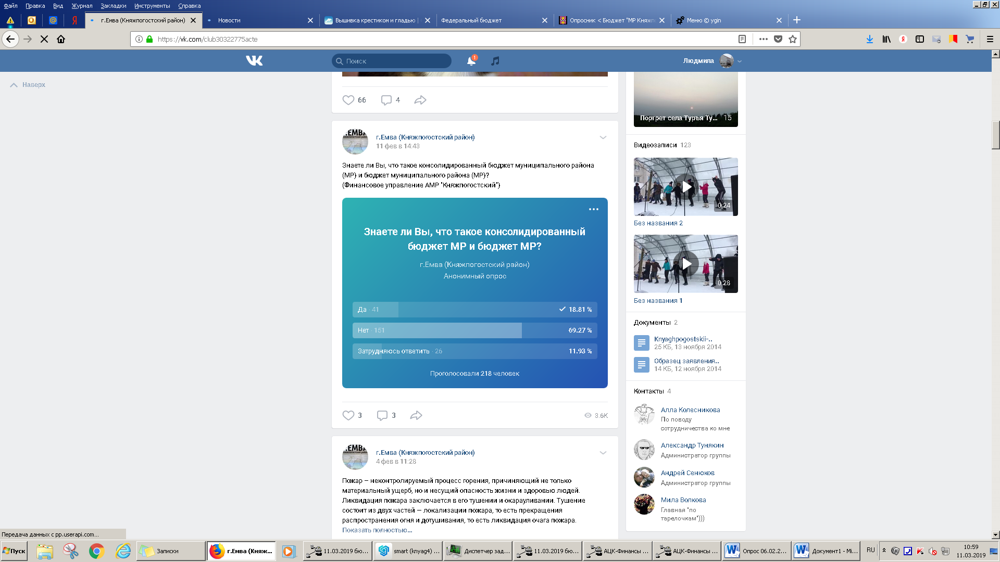 Файл Правка Вид Журнал Закладки Инструменты Справка
г.Емва (Княжпогостский район)
Новости
Вышивка крестиком и гладью |
Федеральный бюджет
Опросник < Бюджет "МР Княжп
Меню © ygin
https://vk.com/club30322775acte
Поиск
1
Людмила
Наверх
66 4
г.Емва (Княжпогостский район)
11 фев в 14:43
Знаете ли Вы, что такое консолидированный бюджет муниципального района
(МР) и бюджет муниципального района (МР)?
(Финансовое управление АМР "Княжпогостский")
Знаете ли Вы, что такое консолидированный
бюджет МР и бюджет МР?
г.Емва (Княжпогостский район)
Анонимный опрос
Да · 41 18.81 %
Нет · 151 69.27 %
Затрудняюсь ответить · 26 11.93 %
Проголосовали 218 человек
3 3 3.6K
г.Емва (Княжпогостский район)
4 фев в 11:28
Пожар – неконтролируемый процесс горения, причиняющий не только
материальный ущерб, но и несущий опасность жизни и здоровью людей.
Ликвидация пожара заключается в его тушении и окарауливании. Тушение
состоит из двух частей — локализации пожара, то есть прекращения
распространения огня и дотушивания, то есть ликвидация очага пожара.
Показать полностью...
Портрет села Туръя Ту... 15
Видеозаписи 123
0:24
Без названия 2
0:28
Без названия 1
Документы 2
Knyaghpogostskii-..
25 КБ, 13 ноября 2014
Образец заявления..
14 КБ, 12 ноября 2014
Контакты 4
Алла Колесникова
По поводу
сотрудничества ко мне
Александр Тунякин
Администратор группы
Андрей Сенюков
Администратор группы
Мила Волкова
Главная "по
тарелочкам")))
Передача данных с pp.userapi.com...
Пуск
Записки
г.Емва (Княж...
11.03.2019 бю...
smart (knyag4) ...
Диспетчер зад...
11.03.2019 бю...
АЦК-Финансы ...
АЦК-Финансы ...
Опрос 06.02.2...
Документ1 - Mi...
RU
10:59
11.03.2019